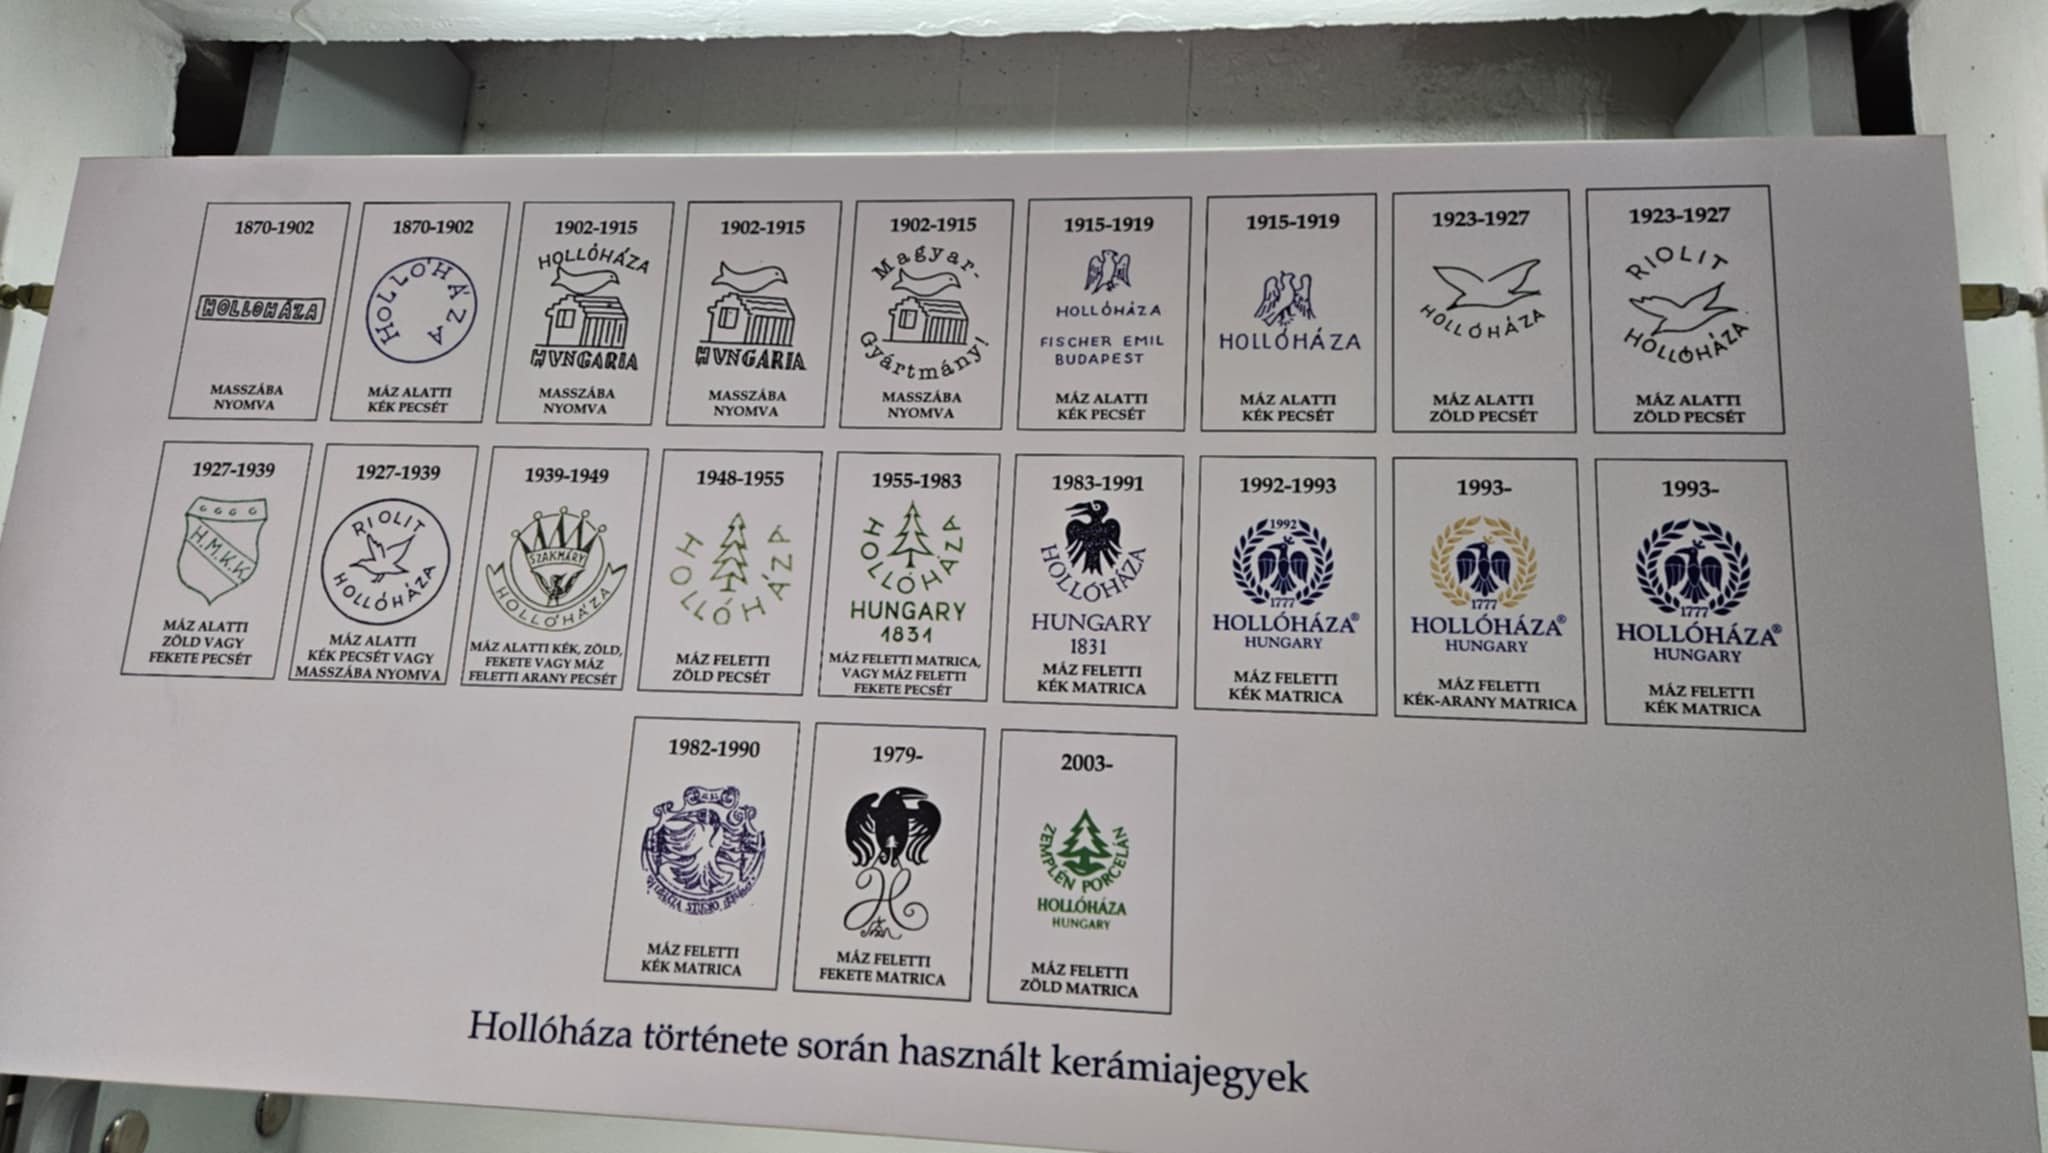 1870-1902
HOLLOHÁZA
MASSZÁBA
NYOMVA
1870-1902
HOLLÓHÁZA
MÁZ ALATTI
KÉK PECSÉT
1902-1915
HOLLÓHÁZA
HUNGARIA
MASSZÁBA
NYOMVA
1902-1915
HUNGARIA
MASSZÁBA
NYOMVA
1902-1915
Magyar-
Gyártmány!
MASSZÁBA
NYOMVA
1915-1919
HOLLÓHÁZA
FISCHER EMIL
BUDAPEST
MÁZ ALATTI
KÉK PECSÉT
1915-1919
HOLLÓHÁZA
MÁZ ALATTI
KÉK PECSÉT
1923-1927
HOLLÓHÁZA
MÁZ ALATTI
ZÖLD PECSÉT
1923-1927
RIOLIT
HOLLÓHÁZA
MÁZ ALATTI
ZÖLD PECSÉT
1927-1939
H.M.K.K.
MÁZ ALATTI
ZÖLD VAGY
FEKETE PECSÉT
1927-1939
RIOLIT
HOLLÓHÁZA
MÁZ ALATTI
KÉK PECSÉT VAGY
MASSZÁBA NYOMVA
1939-1949
SZAKMÁRY
HOLLÓHÁZA
MÁZ ALATTI KÉK, ZÖLD,
FEKETE VAGY MÁZ
FELETTI ARANY PECSÉT
1948-1955
HOLLÓHÁZA
MÁZ FELETTI
ZÖLD PECSÉT
1955-1983
HOLLÓHÁZA
HUNGARY
1831
MÁZ FELETTI MATRICA,
VAGY MÁZ FELETTI
FEKETE PECSÉT
1983-1991
HOLLÓHÁZA
HUNGARY
1831
MÁZ FELETTI
KÉK MATRICA
1992-1993
1992
1777
HOLLÓHÁZA®
HUNGARY
MÁZ FELETTI
KÉK MATRICA
1993-
1777
HOLLÓHÁZA®
HUNGARY
MÁZ FELETTI
KÉK-ARANY MATRICA
1993-
1777
HOLLÓHÁZA®
HUNGARY
MÁZ FELETTI
KÉK MATRICA
1982-1990
STUDIO
MÁZ FELETTI
KÉK MATRICA
1979-
H
MÁZ FELETTI
FEKETE MATRICA
2003-
ZEMPLÉN PORCELÁN
HOLLÓHÁZA
HUNGARY
MÁZ FELETTI
ZÖLD MATRICA
Hollóháza története során használt kerámiajegyek